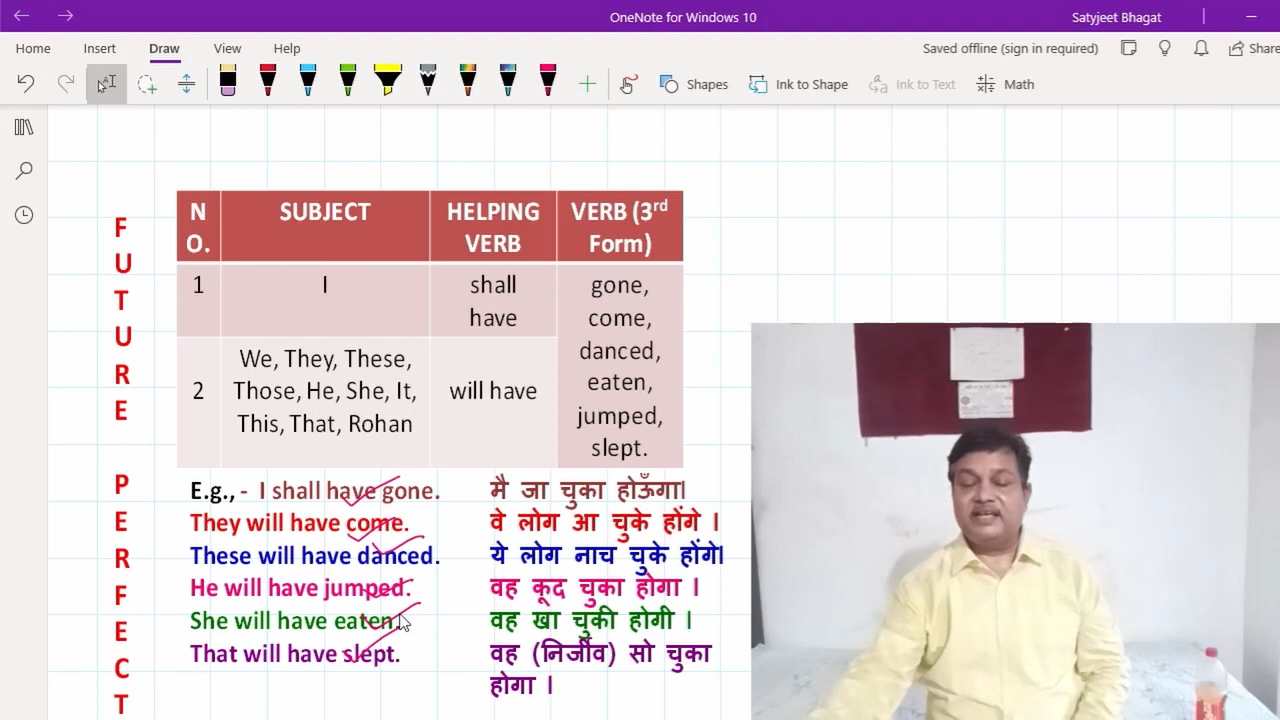 OneNote for Windows 10
Satyjeet Bhagat
Home Insert Draw View Help
Saved offline (sign in required)
Share
Shapes
Ink to Shape
Ink to Text
Math
FUTURE PERFECT
NO. SUBJECT HELPING VERB VERB (3rd Form)
1 I shall have
2 We, They, These, Those, He, She, It, This, That, Rohan will have
gone, come, danced, eaten, jumped, slept.
E.g., - I shall have gone. मै जा चुका होऊँगा।
They will have come. वे लोग आ चुके होंगे ।
These will have danced. ये लोग नाच चुके होंगे।
He will have jumped. वह कूद चुका होगा ।
She will have eaten. वह खा चुकी होगी ।
That will have slept. वह (निर्जीव) सो चुका
होगा ।